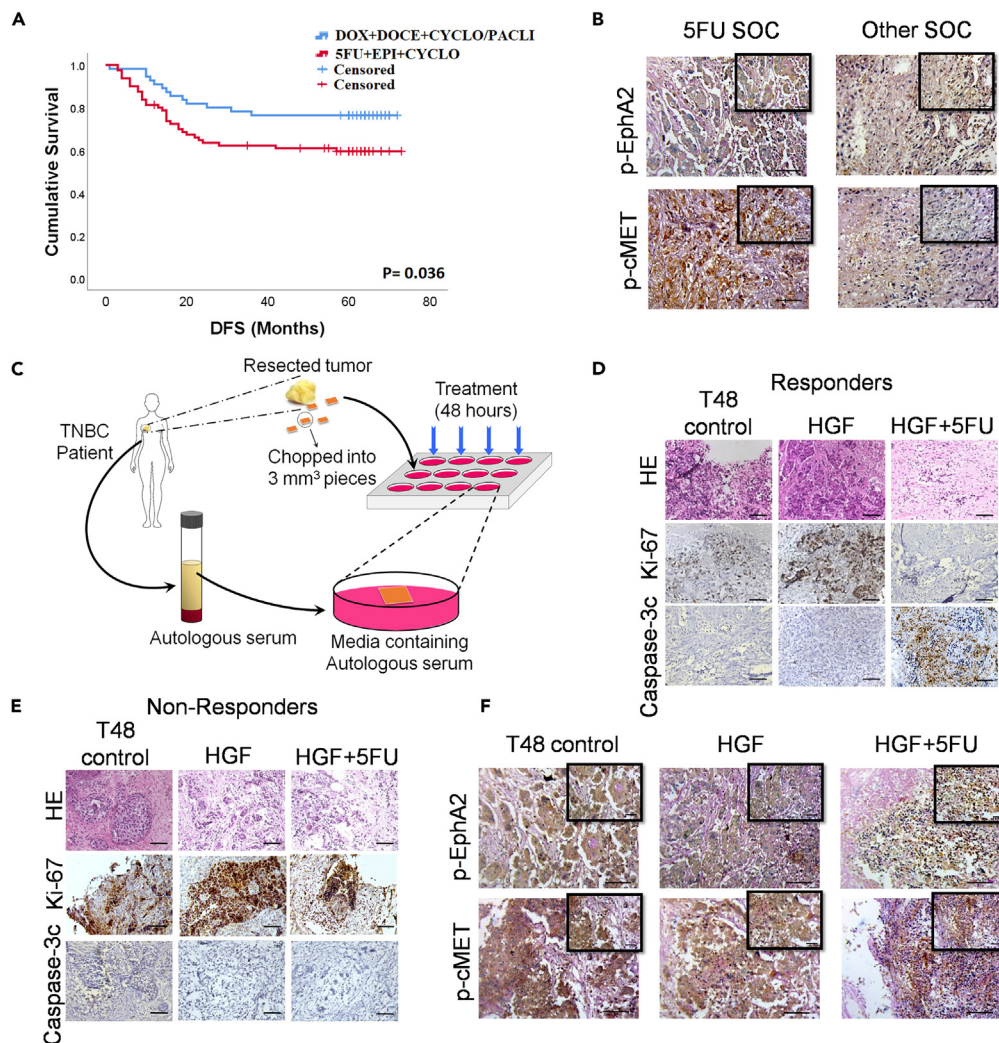 A
DOX+DOCE+CYCLO/PACLI
5FU+EPI+CYCLO
Censored
Censored
Cumulative Survival
1.0
0.8
0.6
0.4
0.2
0.0
P= 0.036
0
20
40
60
80
DFS (Months)
B
5FU SOC
Other SOC
p-EphA2
p-cMET
C
Resected tumor
TNBC
Patient
Chopped into
3 mm³ pieces
Treatment
(48 hours)
Autologous serum
Media containing
Autologous serum
D
Responders
T48
control
HGF
HGF+5FU
HE
Ki-67
Caspase-3c
E
Non-Responders
T48
control
HGF
HGF+5FU
HE
Ki-67
Caspase-3c
F
T48 control
HGF
HGF+5FU
p-EphA2
p-cMET